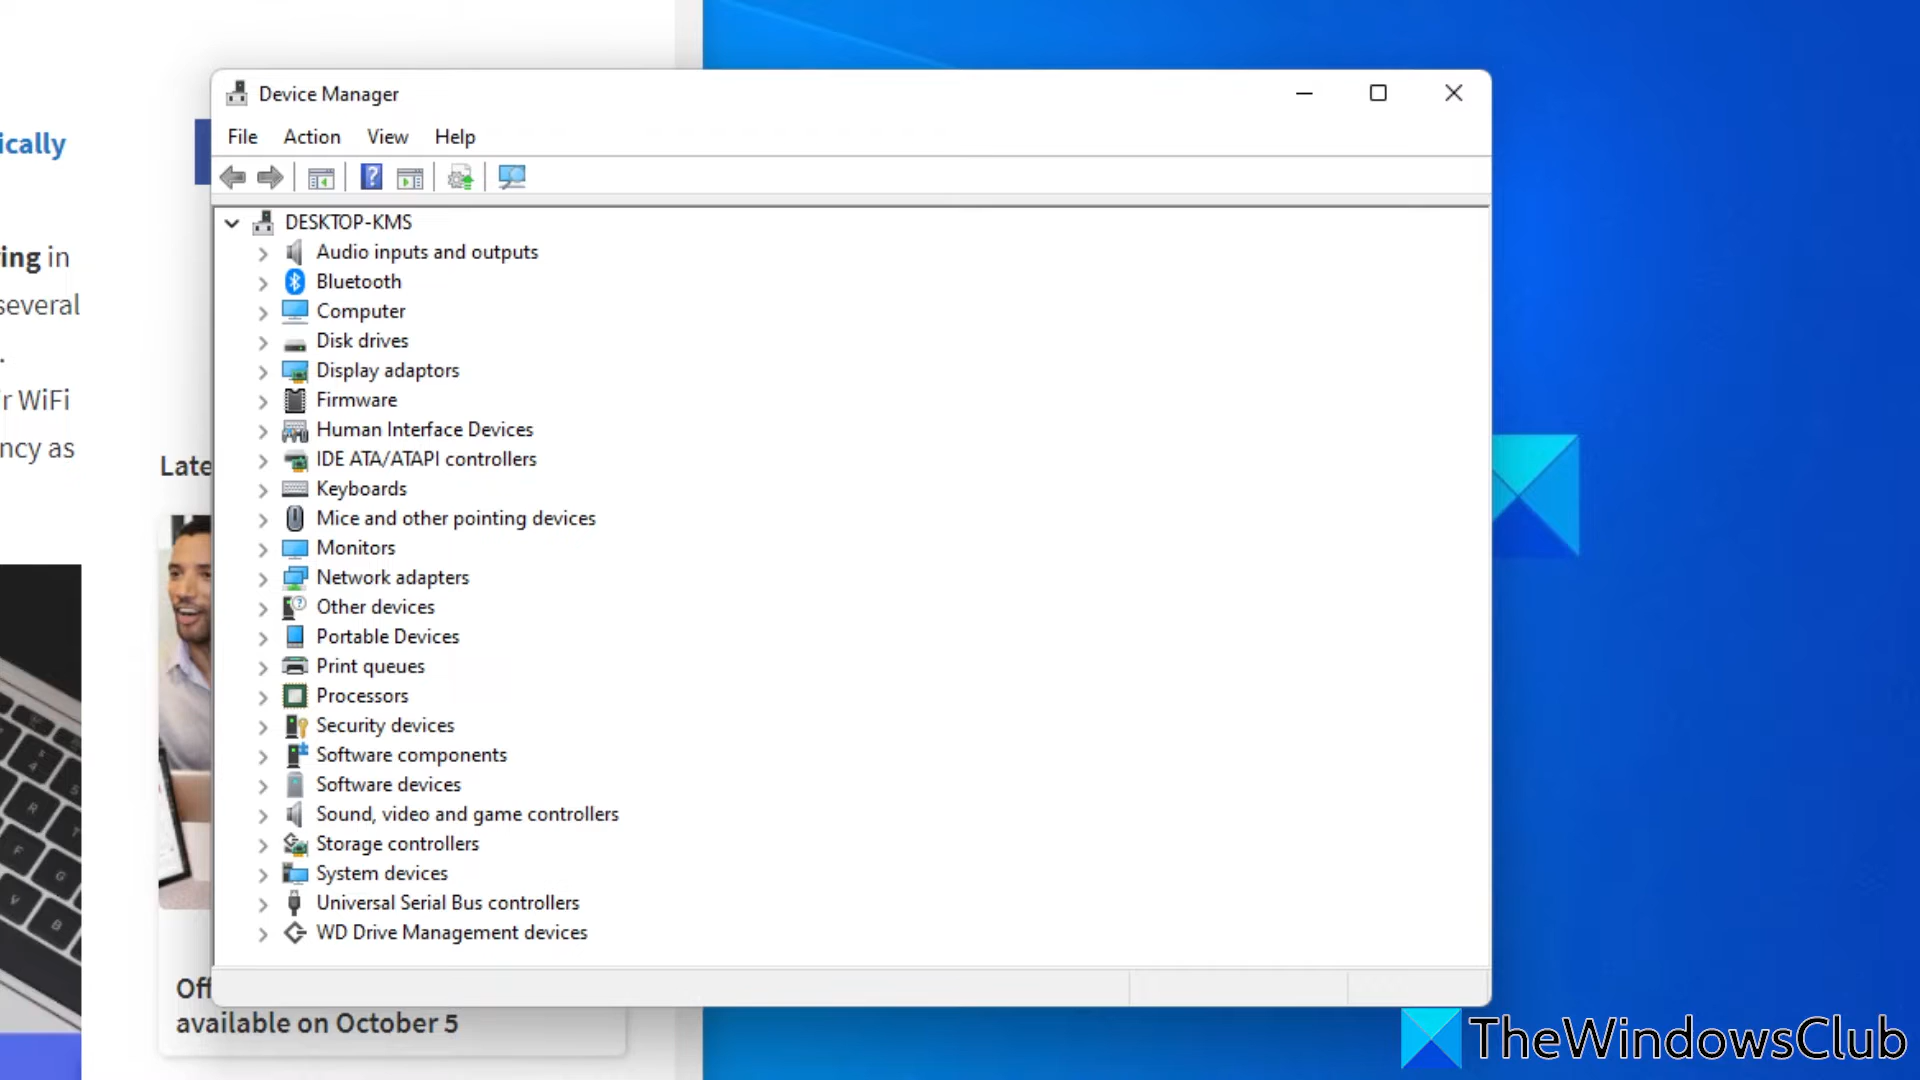 ically
ring in
several
.
r WiFi
ncy as
Late
Device Manager
File Action View Help
DESKTOP-KMS
Audio inputs and outputs
Bluetooth
Computer
Disk drives
Display adaptors
Firmware
Human Interface Devices
IDE ATA/ATAPI controllers
Keyboards
Mice and other pointing devices
Monitors
Network adapters
Other devices
Portable Devices
Print queues
Processors
Security devices
Software components
Software devices
Sound, video and game controllers
Storage controllers
System devices
Universal Serial Bus controllers
WD Drive Management devices
Off
available on October 5
TheWindowsClub